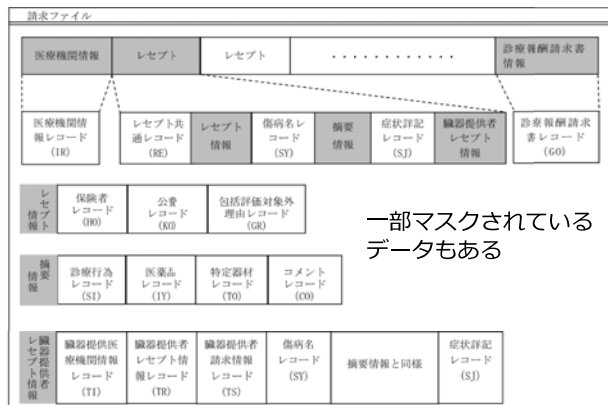 請求ファイル
医療機関情報
レセプト
レセプト
・・・・・・・・・・・・
診療報酬請求書
情報
医療機関情
報レコード
(IR)
レセプト共
通レコード
(RE)
レセプト
情報
傷病名レ
コード
(SY)
摘要
情報
症状詳記
レコード
(SJ)
臓器提供者
レセプト
情報
診療報酬請求
書レコード
(GO)
レセプト
情報
保険者
レコード
(HO)
公費
レコード
(KO)
包括評価対象外
理由レコード
(GR)
一部マスクされている
データもある
摘要
情報
診療行為
レコード
(SI)
医薬品
レコード
(IY)
特定器材
レコード
(TO)
コメント
レコード
(CO)
臓器提供者
レセプト情報
臓器提供医
療機関情報
レコード
(TI)
臓器提供者
レセプト情
報レコード
(TR)
臓器提供者
請求情報
レコード
(TS)
傷病名
レコード
(SY)
摘要情報と同様
症状詳記
レコード
(SJ)